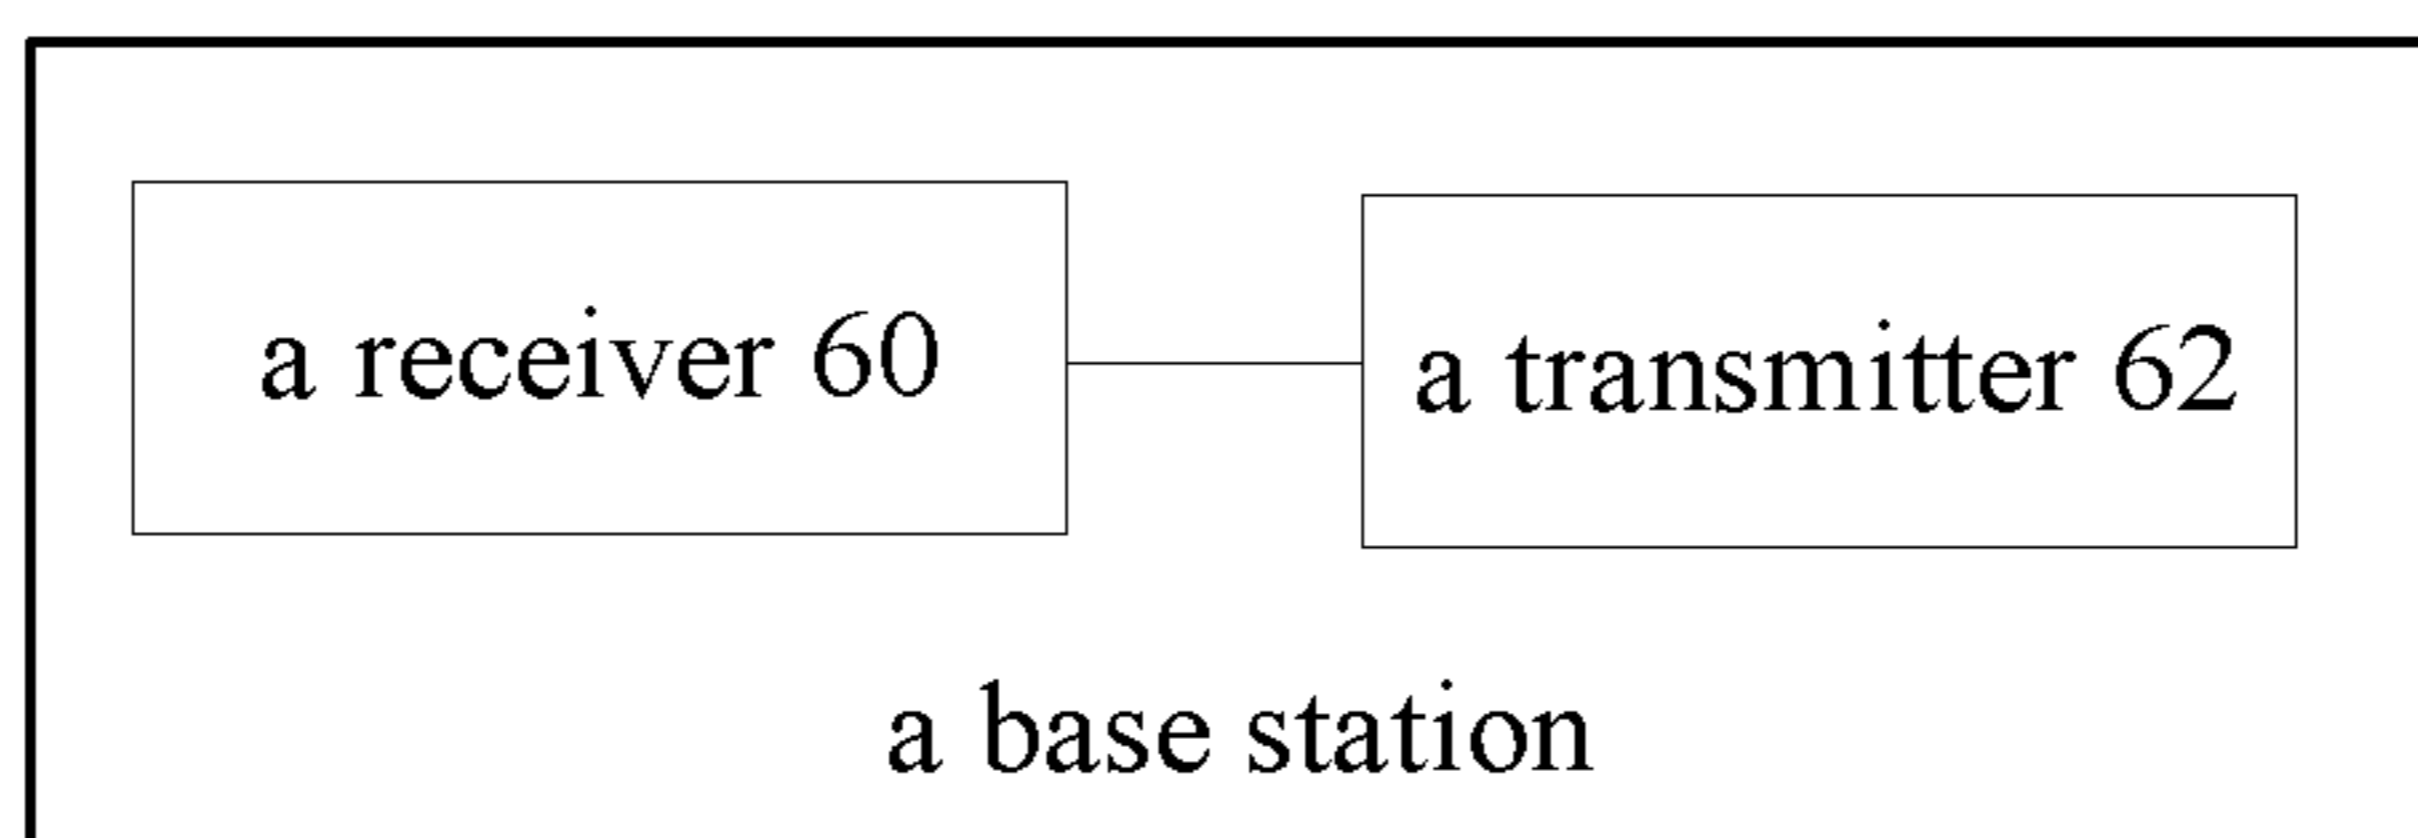 a receiver 60
a transmitter 62
a base station